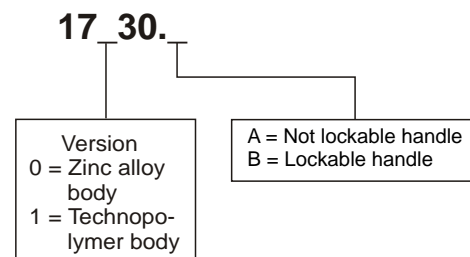 17_30._
Version
0 = Zinc alloy
body
1 = Technopo-
lymer body
A = Not lockable handle
B = Lockable handle